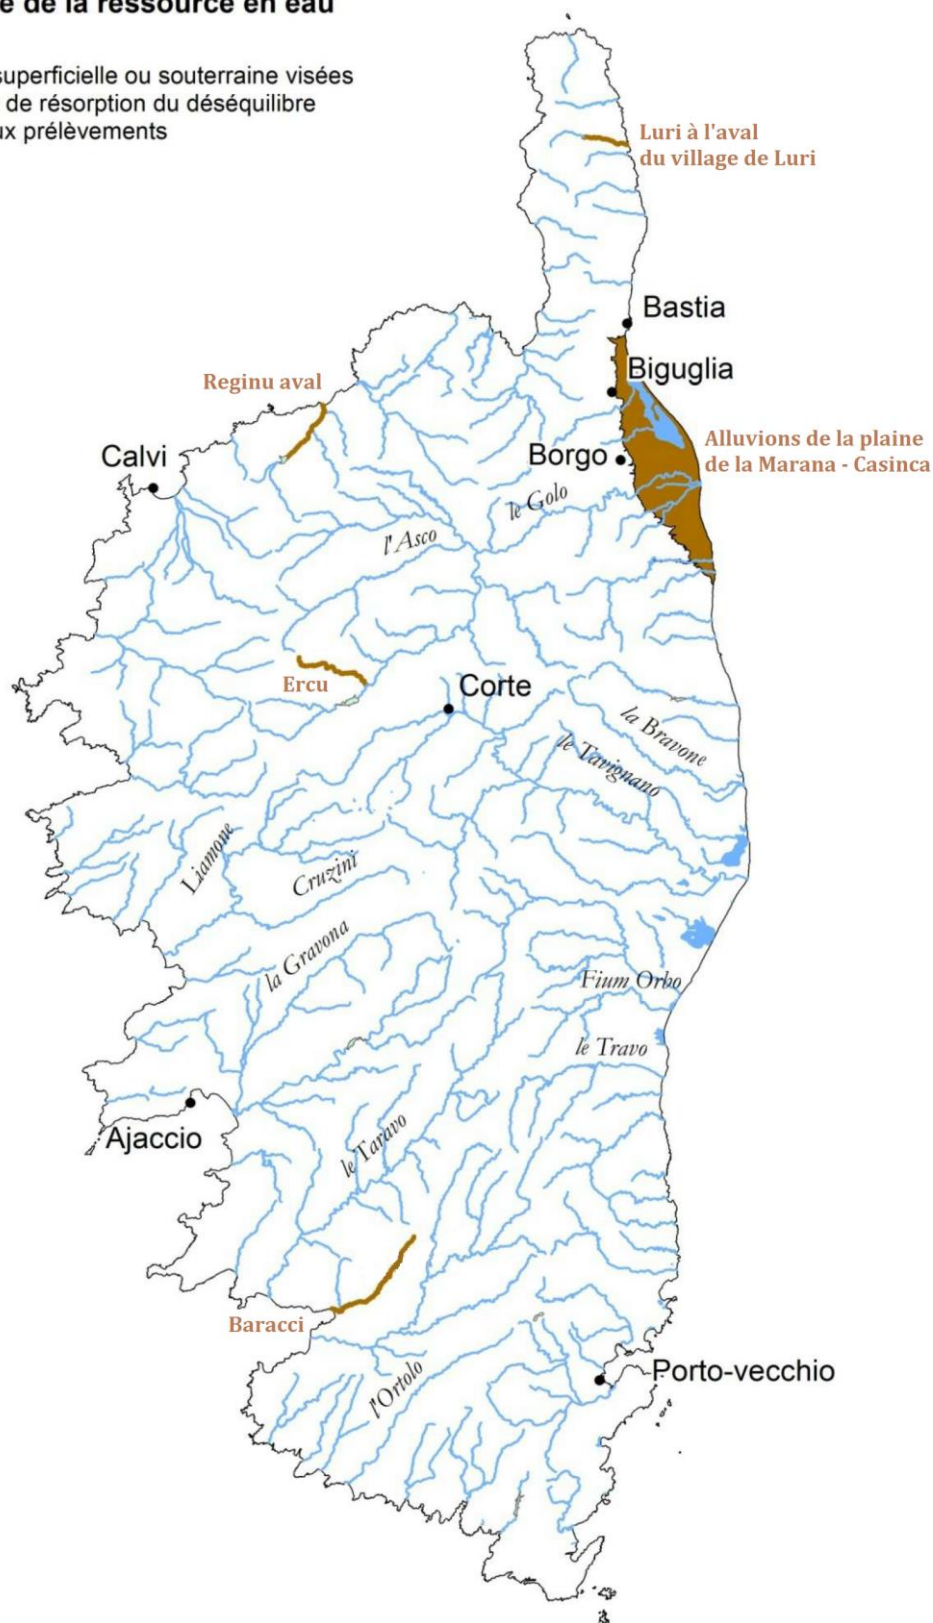 e de la ressource en eau
superficielle ou souterraine visées
de résorption du déséquilibre
ux prélèvements
Luri à l'aval
du village de Luri
Bastia
Biguglia
Reginu aval
Alluvions de la plaine
de la Marana - Casinca
Calvi
Borgo
le Golo
l'Asco
Ercu
Corte
la Bravone
le Tavignano
Liamone
Cruzini
la Gravona
Fium Orbo
le Travo
Ajaccio
le Taravo
Baracci
l'Ortolo
Porto-vecchio